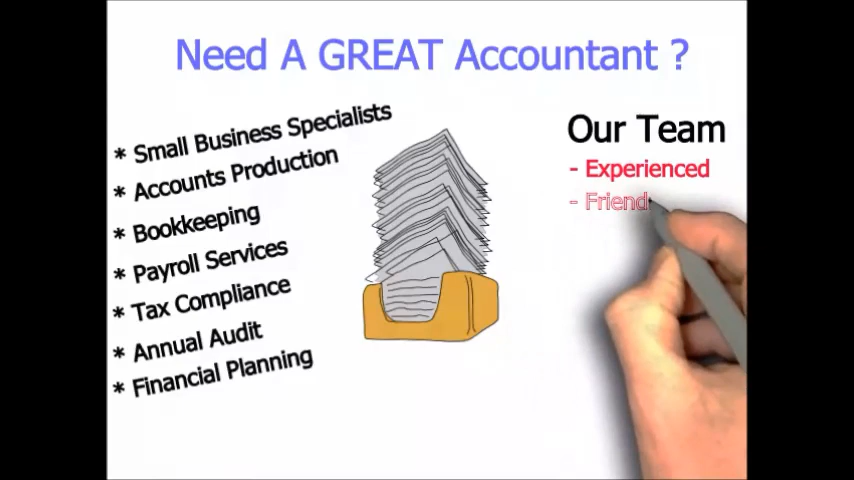 Need A GREAT Accountant ?
* Small Business Specialists
* Accounts Production
* Bookkeeping
* Payroll Services
* Tax Compliance
* Annual Audit
* Financial Planning
Our Team
- Experienced
- Friend